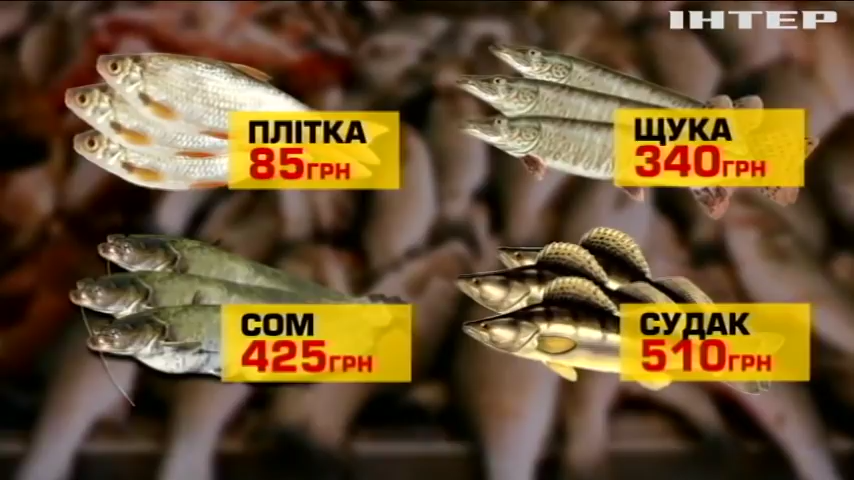 ІНТЕР
ПЛІТКА
85ГРН
ЩУКА
340ГРН
СОМ
425ГРН
СУДАК
510ГРН